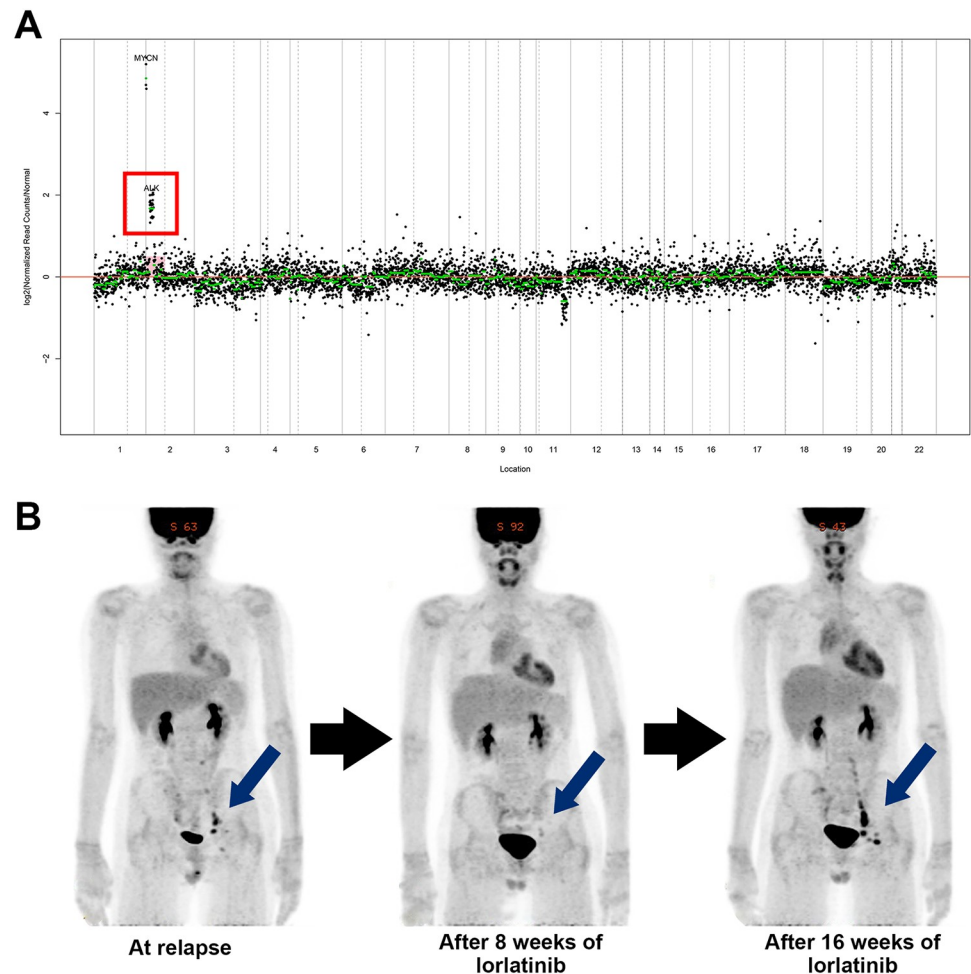 A
MYCN
ALK
log2(Normalized Read Counts/Normal)
4
2
0
−2
1 2 3 4 5 6 7 8 9 10 11 12 13 14 15 16 17 18 19 20 22
Location
B
S 63
S 92
S 43
At relapse
After 8 weeks of
lorlatinib
After 16 weeks of
lorlatinib